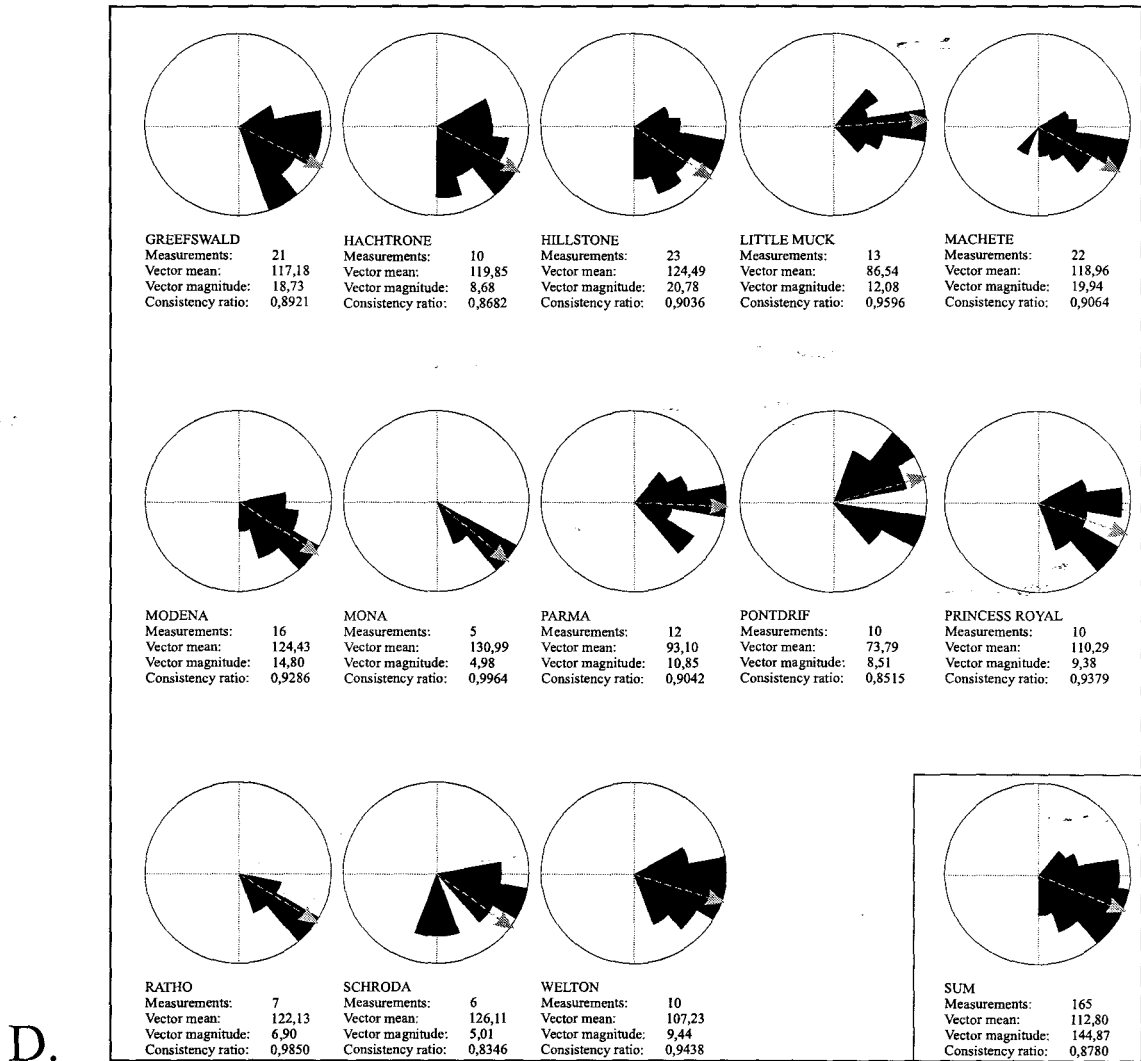 GREEFSWALD
Measurements: 21
Vector mean: 117,18
Vector magnitude: 18,73
Consistency ratio: 0,8921
HACHTRONE
Measurements: 10
Vector mean: 119,85
Vector magnitude: 8,68
Consistency ratio: 0,8682
HILLSTONE
Measurements: 23
Vector mean: 124,49
Vector magnitude: 20,78
Consistency ratio: 0,9036
LITTLE MUCK
Measurements: 13
Vector mean: 86,54
Vector magnitude: 12,08
Consistency ratio: 0,9596
MACHETE
Measurements: 22
Vector mean: 118,96
Vector magnitude: 19,94
Consistency ratio: 0,9064
MODENA
Measurements: 16
Vector mean: 124,43
Vector magnitude: 14,80
Consistency ratio: 0,9286
MONA
Measurements: 5
Vector mean: 130,99
Vector magnitude: 4,98
Consistency ratio: 0,9964
PARMA
Measurements: 12
Vector mean: 93,10
Vector magnitude: 10,85
Consistency ratio: 0,9042
PONTDRIF
Measurements: 10
Vector mean: 73,79
Vector magnitude: 8,51
Consistency ratio: 0,8515
PRINCESS ROYAL
Measurements: 10
Vector mean: 110,29
Vector magnitude: 9,38
Consistency ratio: 0,9379
RATHO
Measurements: 7
Vector mean: 122,13
Vector magnitude: 6,90
Consistency ratio: 0,9850
SCHRODA
Measurements: 6
Vector mean: 126,11
Vector magnitude: 5,01
Consistency ratio: 0,8346
WELTON
Measurements: 10
Vector mean: 107,23
Vector magnitude: 9,44
Consistency ratio: 0,9438
SUM
Measurements: 165
Vector mean: 112,80
Vector magnitude: 144,87
Consistency ratio: 0,8780
D.